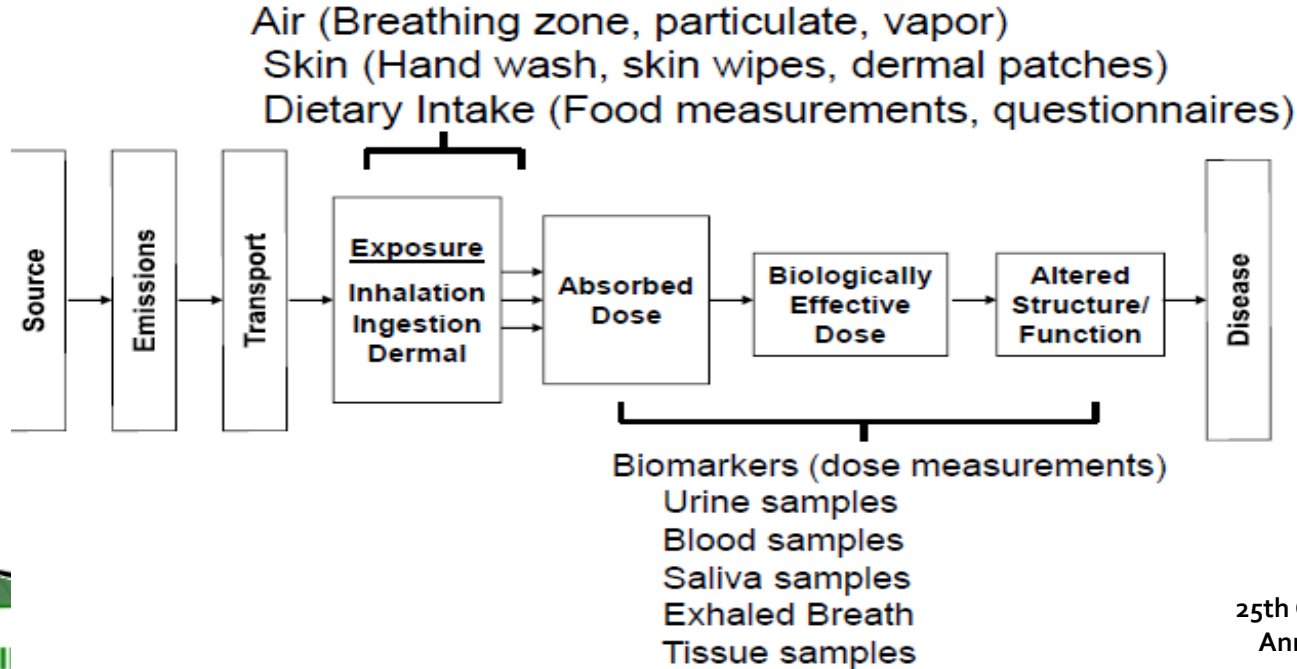 Air (Breathing zone, particulate, vapor)
Skin (Hand wash, skin wipes, dermal patches)
Dietary Intake (Food measurements, questionnaires)
Source
Emissions
Transport
Exposure
Inhalation
Ingestion
Dermal
Absorbed
Dose
Biologically
Effective
Dose
Altered
Structure/
Function
Disease
Biomarkers (dose measurements)
Urine samples
Blood samples
Saliva samples
Exhaled Breath
Tissue samples
25th